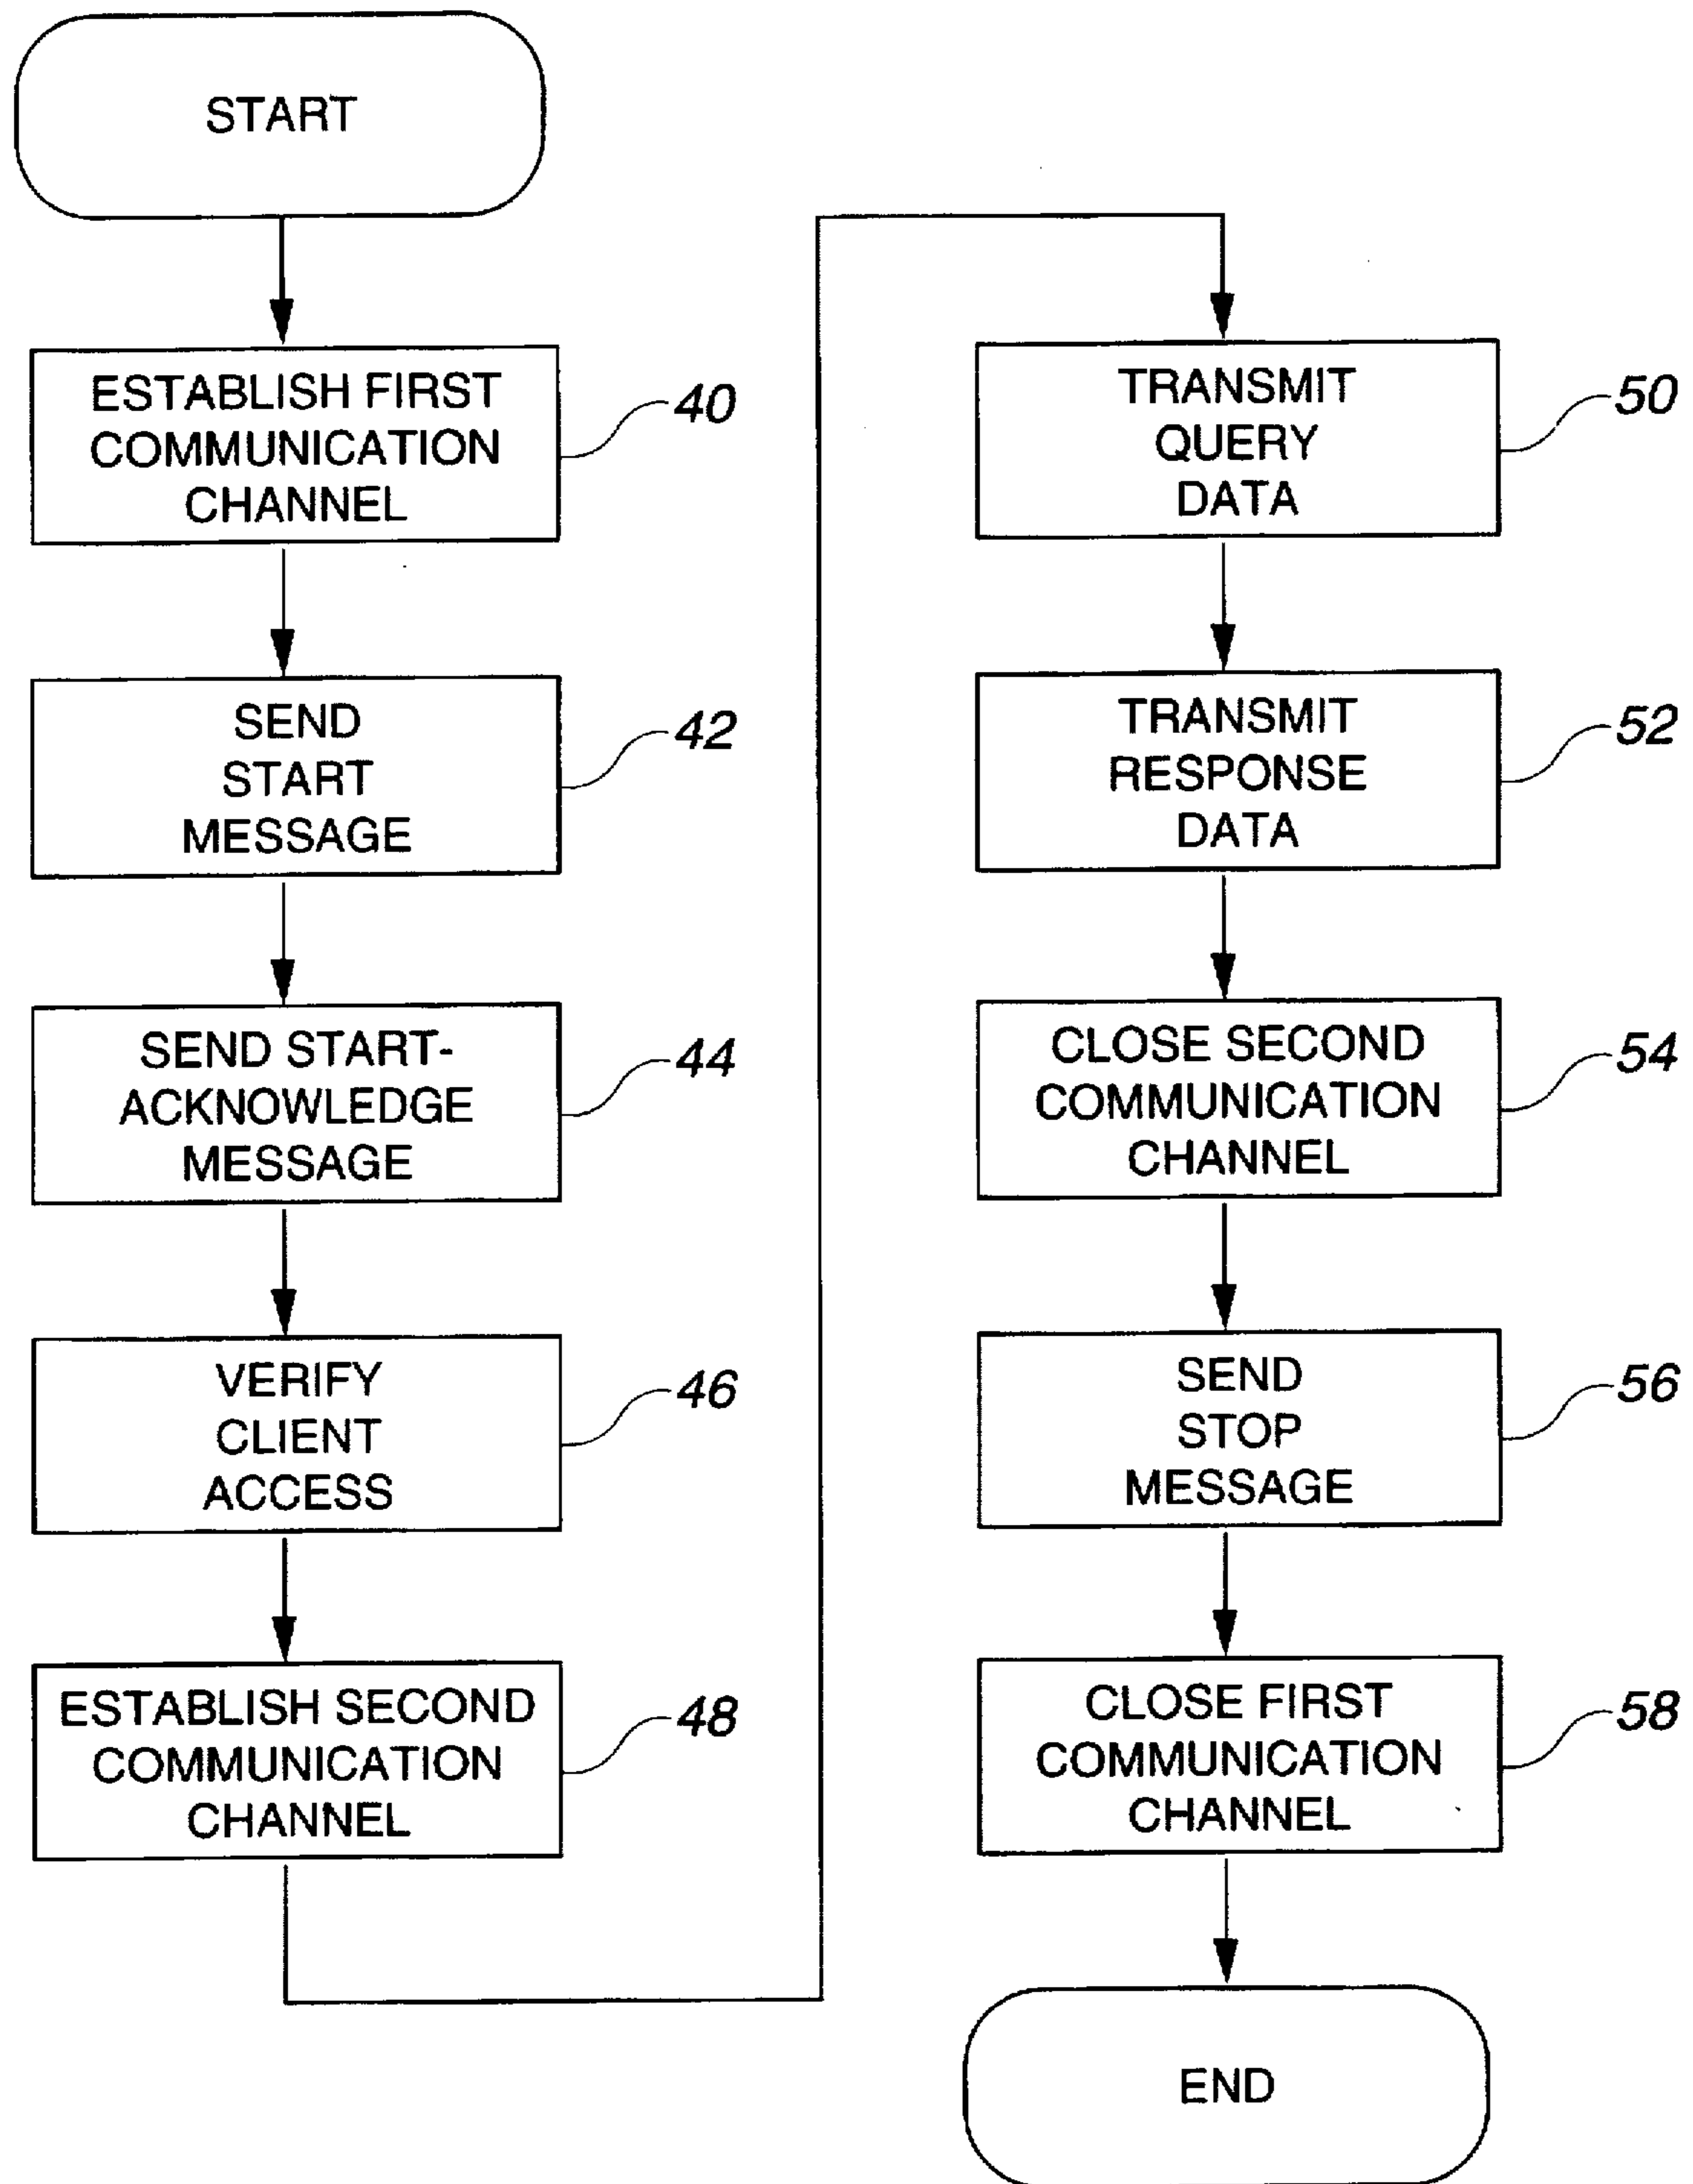 START
ESTABLISH FIRST
COMMUNICATION
CHANNEL
40
SEND
START
MESSAGE
42
SEND START-
ACKNOWLEDGE
MESSAGE
44
VERIFY
CLIENT
ACCESS
46
ESTABLISH SECOND
COMMUNICATION
CHANNEL
48
TRANSMIT
QUERY
DATA
50
TRANSMIT
RESPONSE
DATA
52
CLOSE SECOND
COMMUNICATION
CHANNEL
54
SEND
STOP
MESSAGE
56
CLOSE FIRST
COMMUNICATION
CHANNEL
58
END